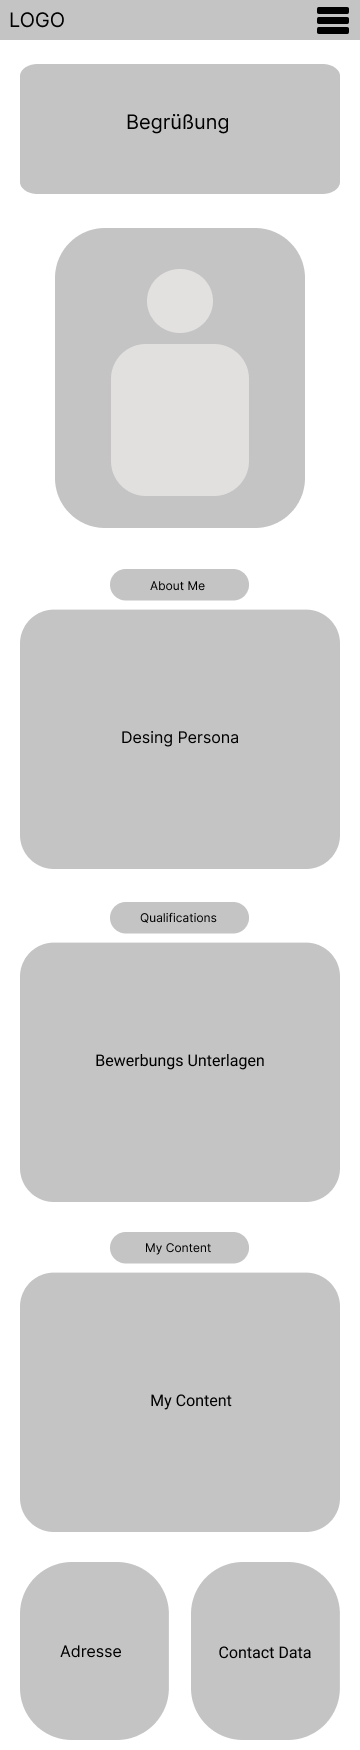 LOGO
Begrüßung
About Me
Desing Persona
Qualifications
Bewerbungs Unterlagen
My Content
My Content
Adresse
Contact Data